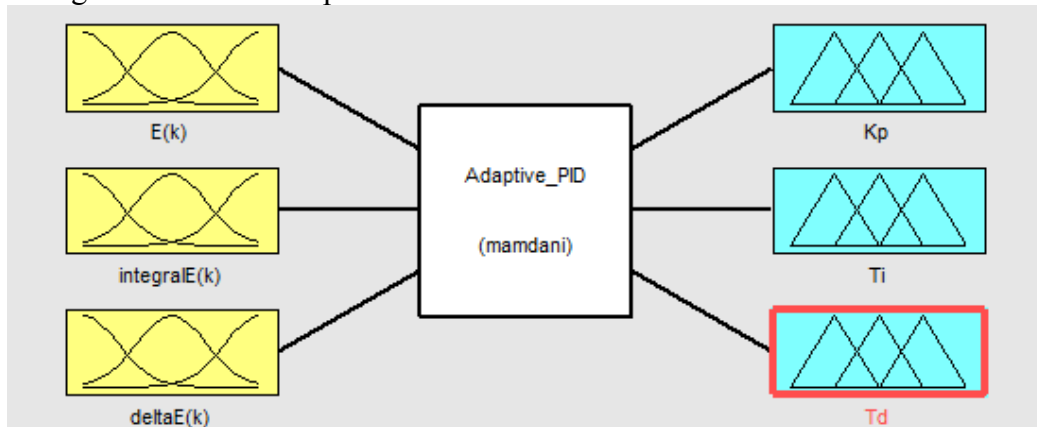 E(k)
integralE(k)
deltaE(k)
Adaptive_PID
(mamdani)
Kp
Ti
Td